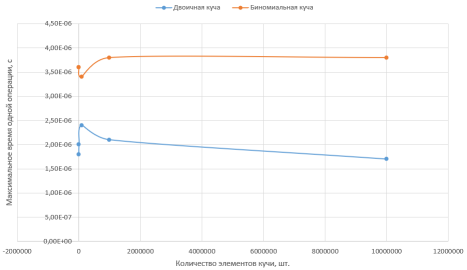 Двоичная куча
Биномиальная куча
4,50E-06
4,00E-06
3,50E-06
3,00E-06
2,50E-06
2,00E-06
1,50E-06
1,00E-06
5,00E-07
0,00E+00
-2000000
0
2000000
4000000
6000000
8000000
10000000
12000000
Максимальное время одной операции, с
Количество элементов кучи, шт.